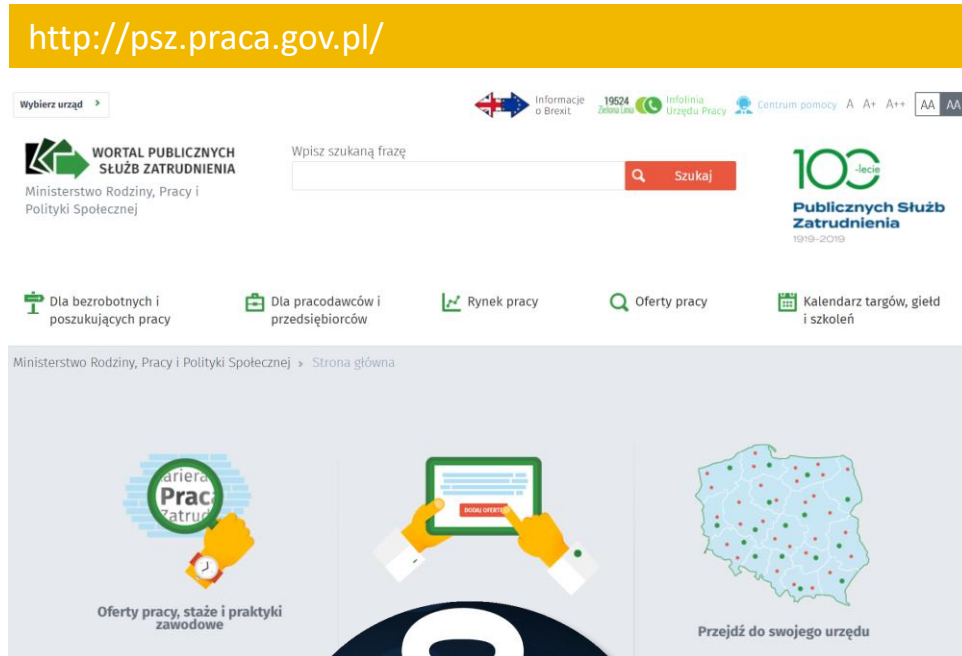 http://psz.praca.gov.pl/
Wybierz urząd
Informacje
o Brexit
19524
Zielona Linia
Infolinia
Urzędu Pracy
Centrum pomocy
A A+ A++ AA AA
WORTAL PUBLICZNYCH
SŁUŻB ZATRUDNIENIA
Ministerstwo Rodziny, Pracy i
Polityki Społecznej
Wpisz szukaną frazę
Szukaj
100-lecie
Publicznych Służb
Zatrudnienia
1919-2019
Dla bezrobotnych i
poszukujących pracy
Dla pracodawców i
przedsiębiorców
Rynek pracy
Oferty pracy
Kalendarz targów, giełd
i szkoleń
Ministerstwo Rodziny, Pracy i Polityki Społecznej › Strona główna
ariera
Praca
Zatrud
DODAJ OFERTĘ
Oferty pracy, staże i praktyki
zawodowe
Przejdź do swojego urzędu